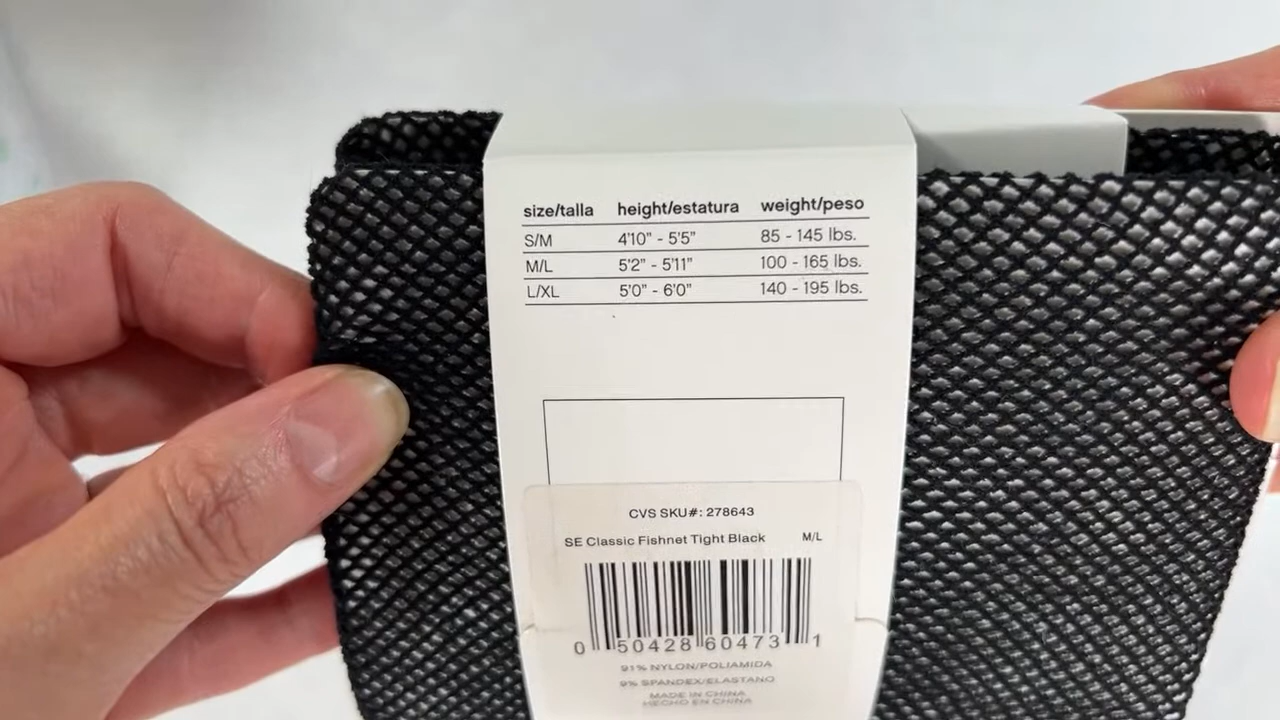 size/talla height/estatura weight/peso
S/M 4'10" - 5'5" 85 - 145 lbs.
M/L 5'2" - 5'11" 100 - 165 lbs.
L/XL 5'0" - 6'0" 140 - 195 lbs.
CVS SKU#: 278643
SE Classic Fishnet Tight Black M/L
0 50428 60473 1
91% NYLON/POLIAMIDA
9% SPANDEX/ELASTANO
MADE IN CHINA
HECHO EN CHINA